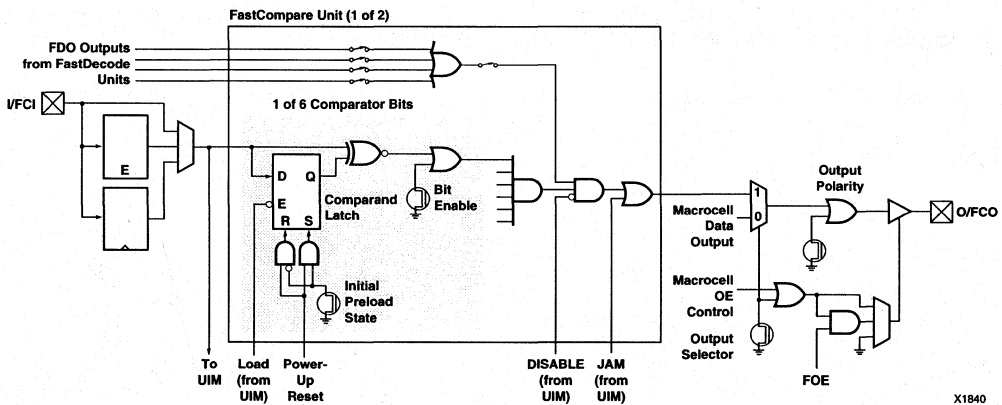 FastCompare Unit (1 of 2)
FDO Outputs
from FastDecode
Units
I/FCI
1 of 6 Comparator Bits
E
D Q
E
R S
Comparand
Latch
Bit
Enable
Initial
Preload
State
To
UIM
Load
(from
UIM)
Power-
Up
Reset
DISABLE
(from
UIM)
JAM
(from
UIM)
1
0
Macrocell
Data
Output
Output
Polarity
O/FCO
Macrocell
OE
Control
Output
Selector
FOE
X1840